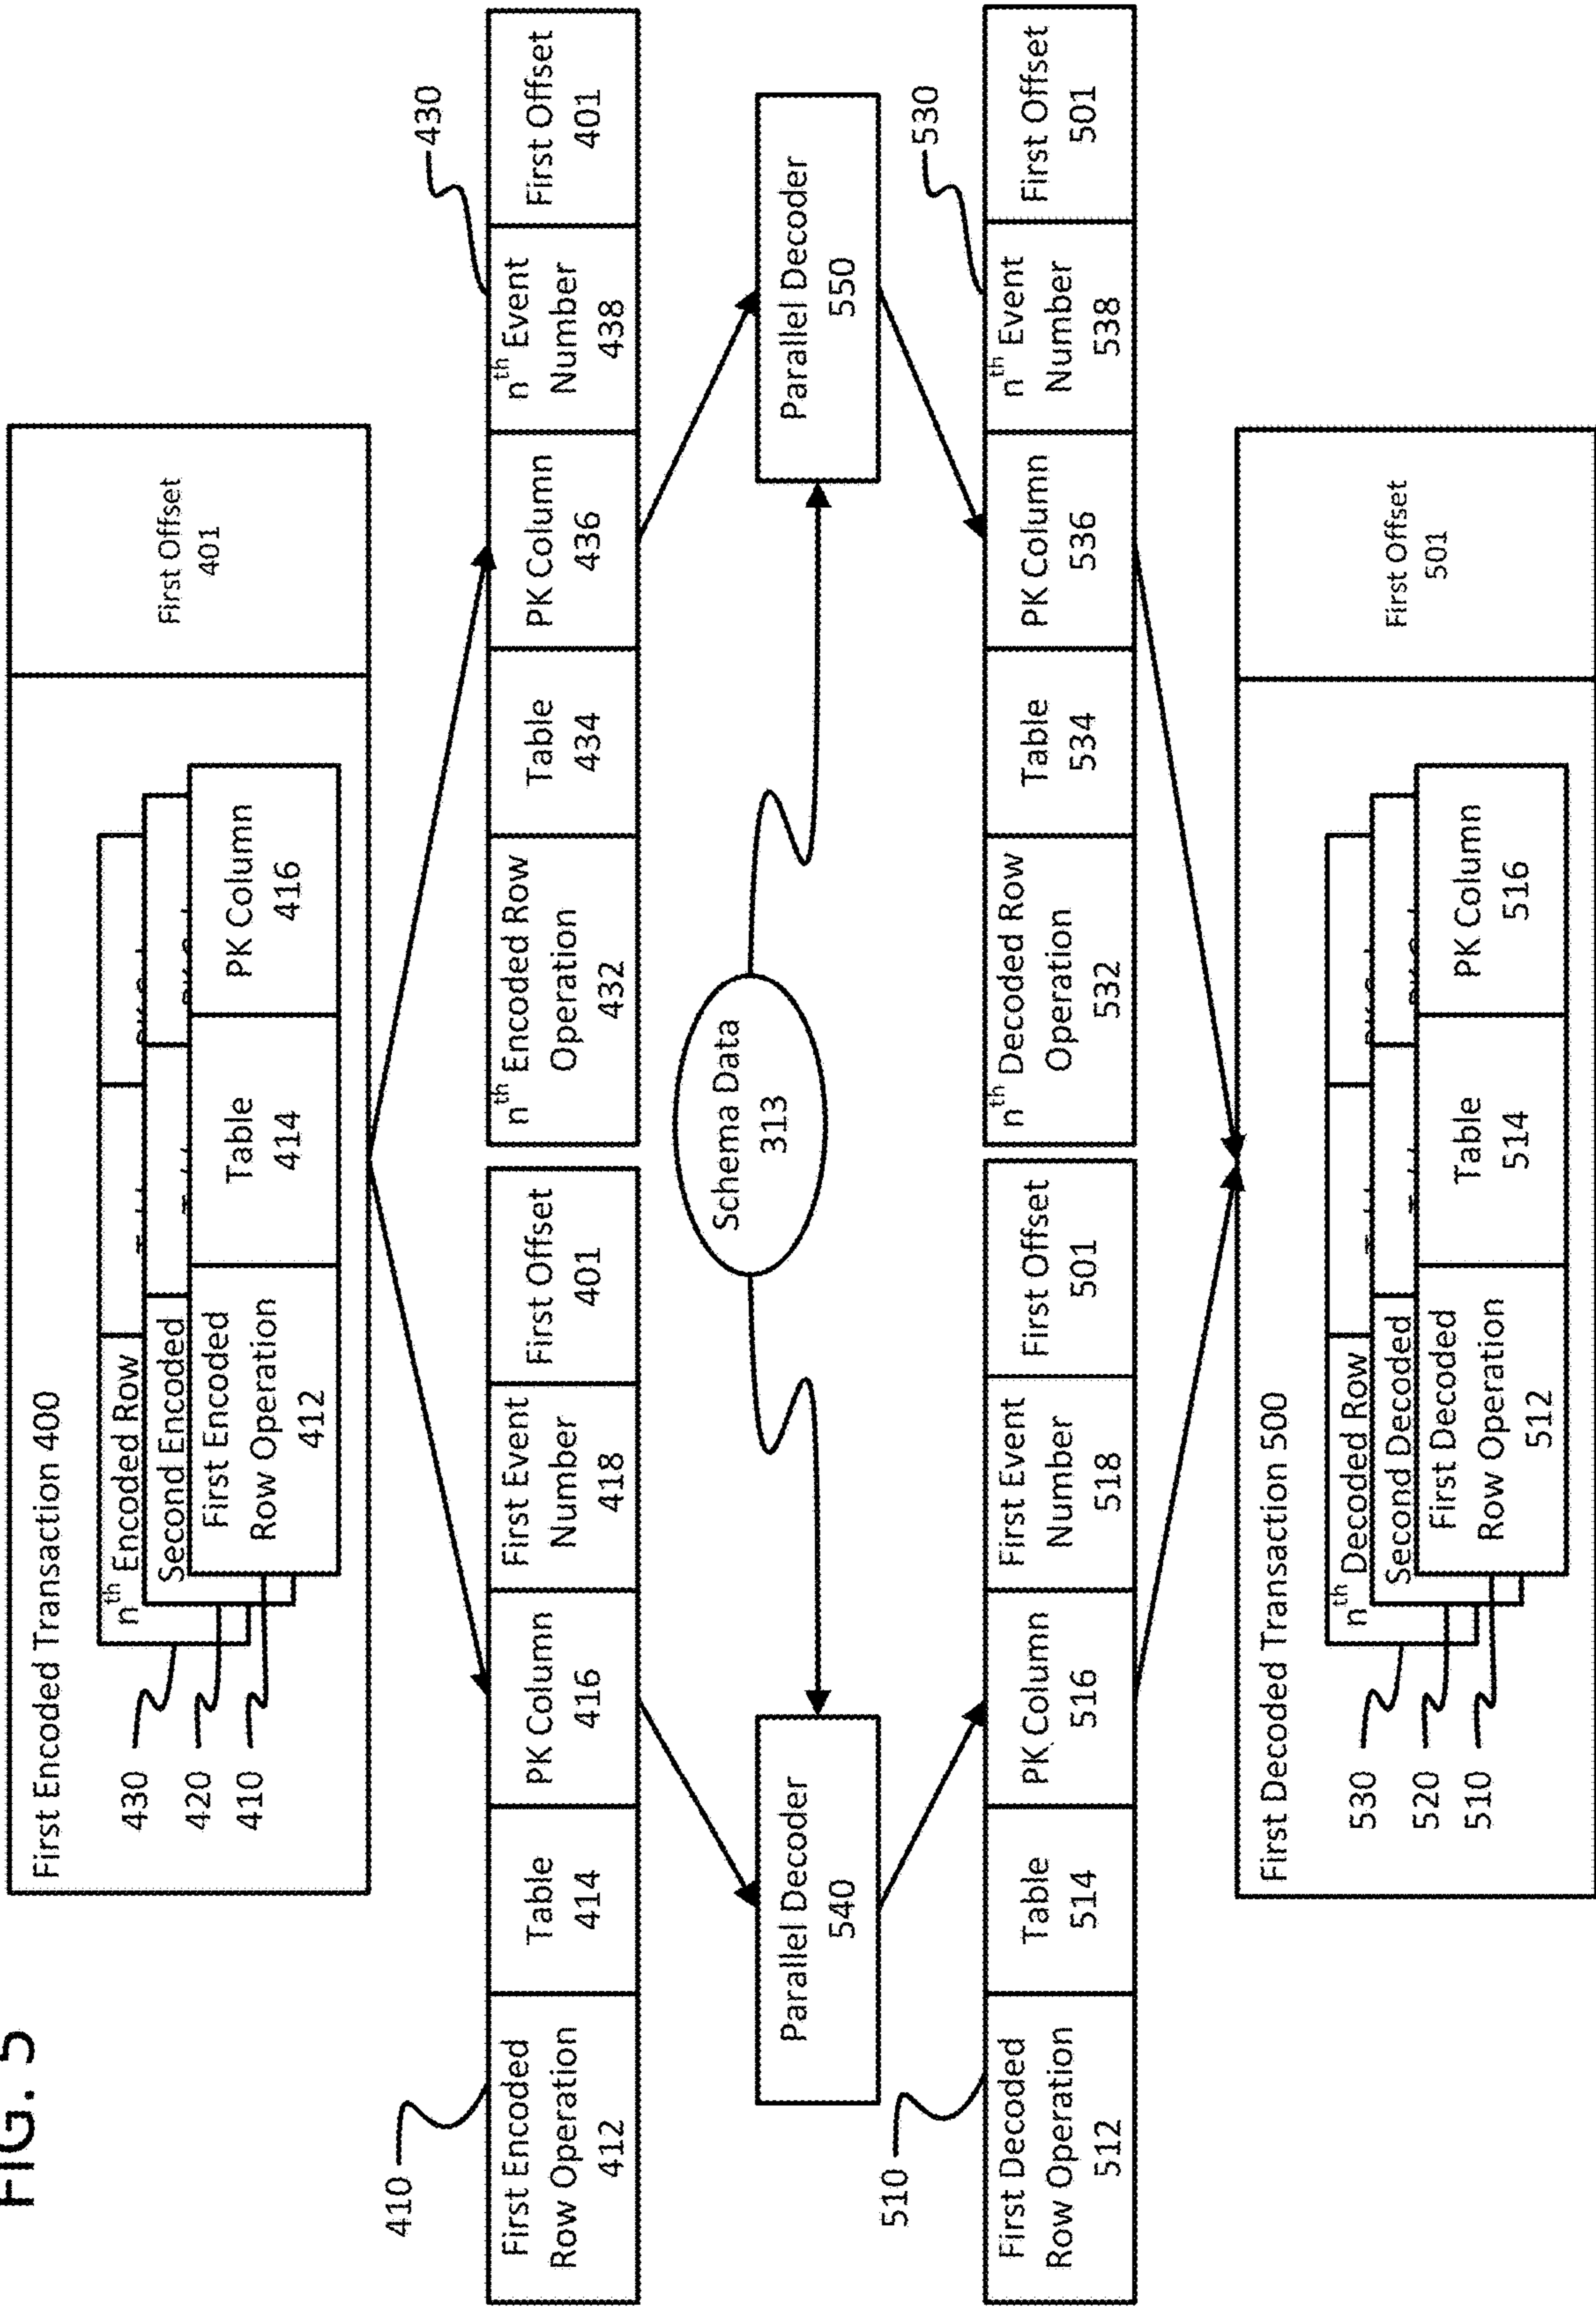 FIG. 5
First Encoded Transaction 400
430
420
410
nth Encoded Row
Second Encoded
First Encoded
Row Operation
412
Table
414
PK Column
416
First Offset
401
410
First Encoded
Row Operation
412
Table
414
PK Column
416
First Event
Number
418
First Offset
401
430
nth Encoded Row
Operation
432
Table
434
PK Column
436
nth Event
Number
438
First Offset
401
Parallel Decoder
540
Schema Data
313
Parallel Decoder
550
510
First Decoded
Row Operation
512
Table
514
PK Column
516
First Event
Number
518
First Offset
501
530
nth Decoded Row
Operation
532
Table
534
PK Column
536
nth Event
Number
538
First Offset
501
First Decoded Transaction 500
530
520
510
nth Decoded Row
Second Decoded
First Decoded
Row Operation
512
Table
514
PK Column
516
First Offset
501